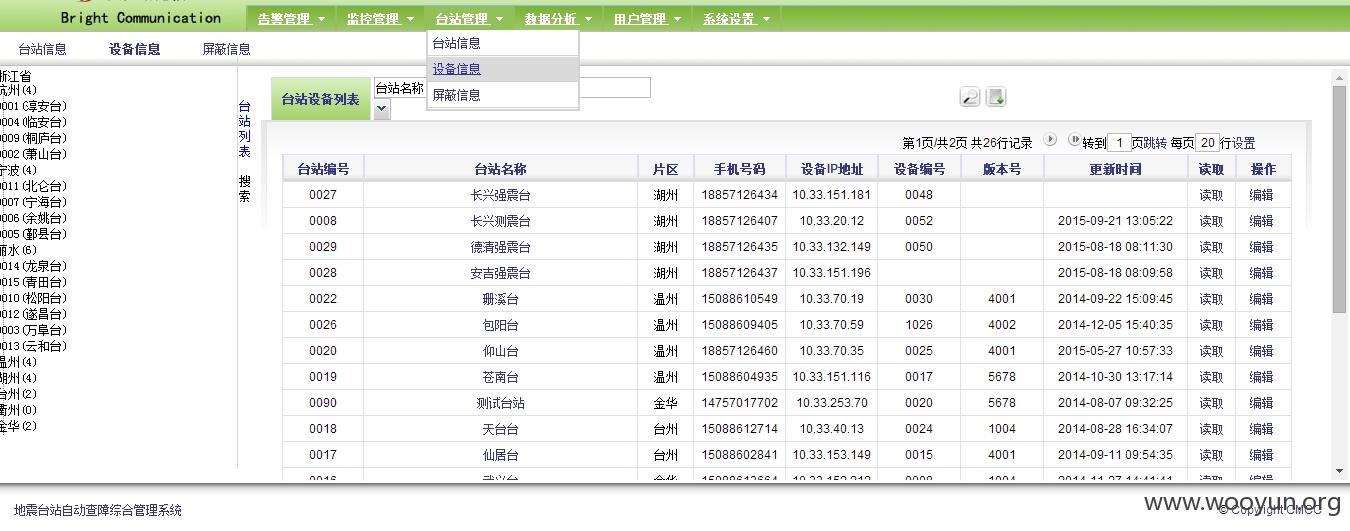 Bright Communication
告警管理 监控管理 台站管理 数据分析 用户管理 系统设置
台站信息 设备信息 屏蔽信息
台站信息
设备信息
屏蔽信息
浙江省
杭州(4)
0001(淳安台)
0004(临安台)
0009(桐庐台)
0002(萧山台)
宁波(4)
0011(北仑台)
0007(宁海台)
0006(余姚台)
0005(鄞县台)
丽水(6)
0014(龙泉台)
0015(青田台)
0010(松阳台)
0012(遂昌台)
0003(万阜台)
0013(云和台)
温州(4)
湖州(4)
台州(2)
衢州(0)
金华(2)
台站列表
搜索
台站设备列表 台站名称
第1页/共2页 共26行记录 转到 1 页跳转 每页 20 行设置
台站编号 台站名称 片区 手机号码 设备IP地址 设备编号 版本号 更新时间 读取 操作
0027 长兴强震台 湖州 18857126434 10.33.151.181 0048 读取 编辑
0008 长兴测震台 湖州 18857126407 10.33.20.12 0052 2015-09-21 13:05:22 读取 编辑
0029 德清强震台 湖州 18857126435 10.33.132.149 0050 2015-08-18 08:11:30 读取 编辑
0028 安吉强震台 湖州 18857126437 10.33.151.196 2015-08-18 08:09:58 读取 编辑
0022 珊溪台 温州 15088610549 10.33.70.19 0030 4001 2014-09-22 15:09:45 读取 编辑
0026 包阳台 温州 15088609405 10.33.70.59 1026 4002 2014-12-05 15:40:35 读取 编辑
0020 仰山台 温州 18857126460 10.33.70.35 0025 4001 2015-05-27 10:57:33 读取 编辑
0019 苍南台 温州 15088604935 10.33.151.116 0017 5678 2014-10-30 13:17:14 读取 编辑
0090 测试台站 金华 14757017702 10.33.253.70 0020 5678 2014-08-07 09:32:25 读取 编辑
0018 天台台 台州 15088612714 10.33.40.13 0024 1004 2014-08-28 16:34:07 读取 编辑
0017 仙居台 台州 15088602841 10.33.153.149 0015 4001 2014-09-11 09:54:35 读取 编辑
地震台站自动查障综合管理系统
© Copyright CMCC
www.wooyun.org